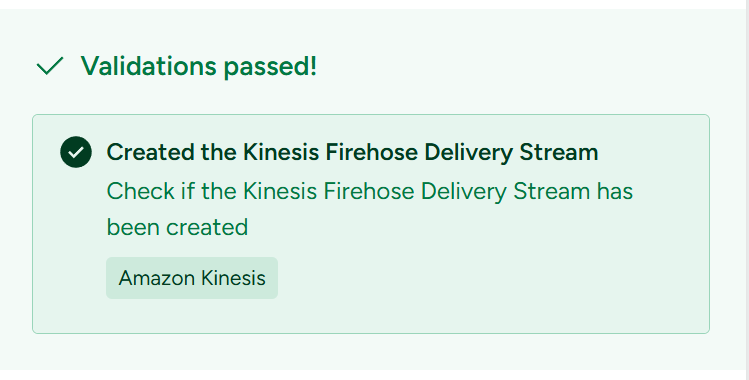 Validations passed!
Created the Kinesis Firehose Delivery Stream
Check if the Kinesis Firehose Delivery Stream has
been created
Amazon Kinesis